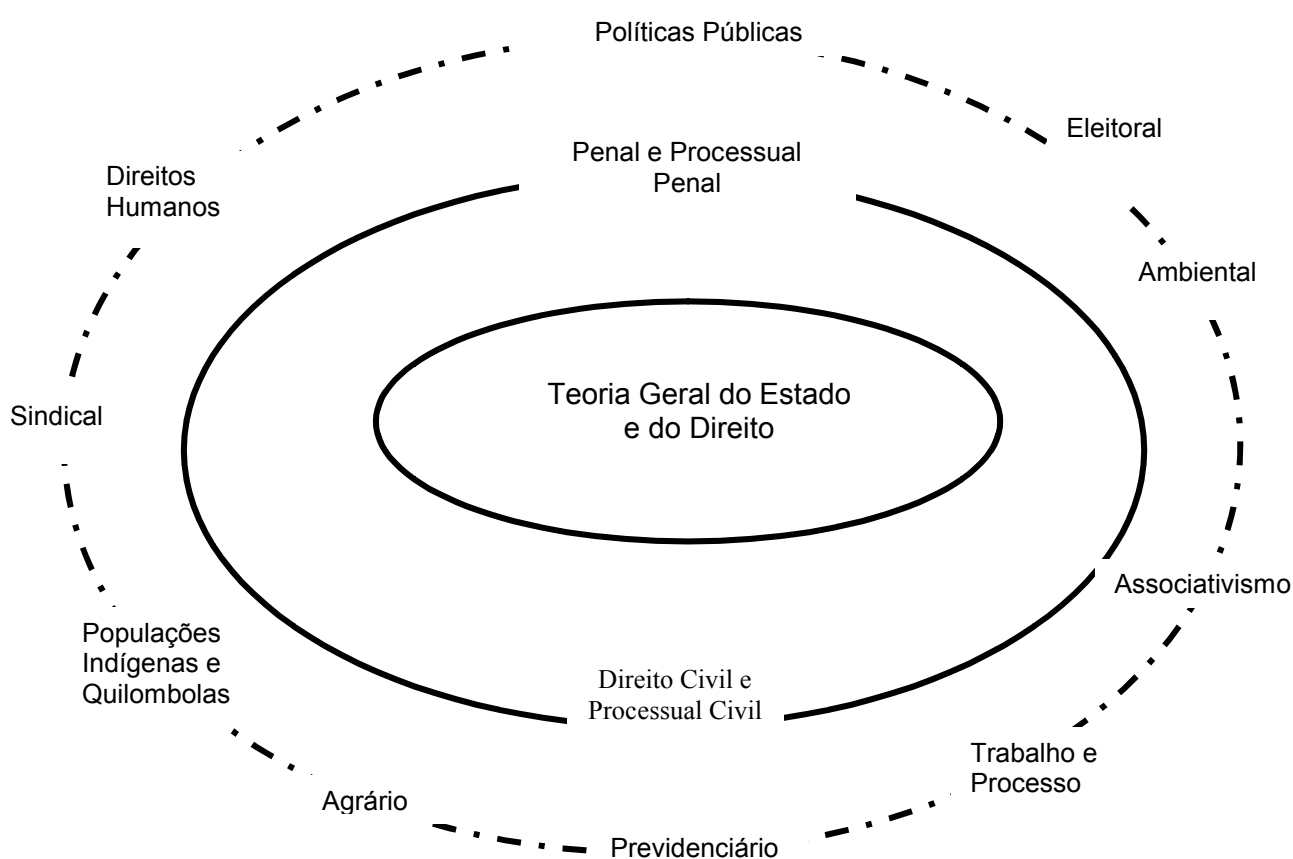 Políticas Públicas
Eleitoral
Penal e Processual
Penal
Direitos
Humanos
Ambiental
Teoria Geral do Estado
e do Direito
Sindical
Associativismo
Populações
Indígenas e
Quilombolas
Direito Civil e
Processual Civil
Trabalho e
Processo
Agrário
Previdenciário